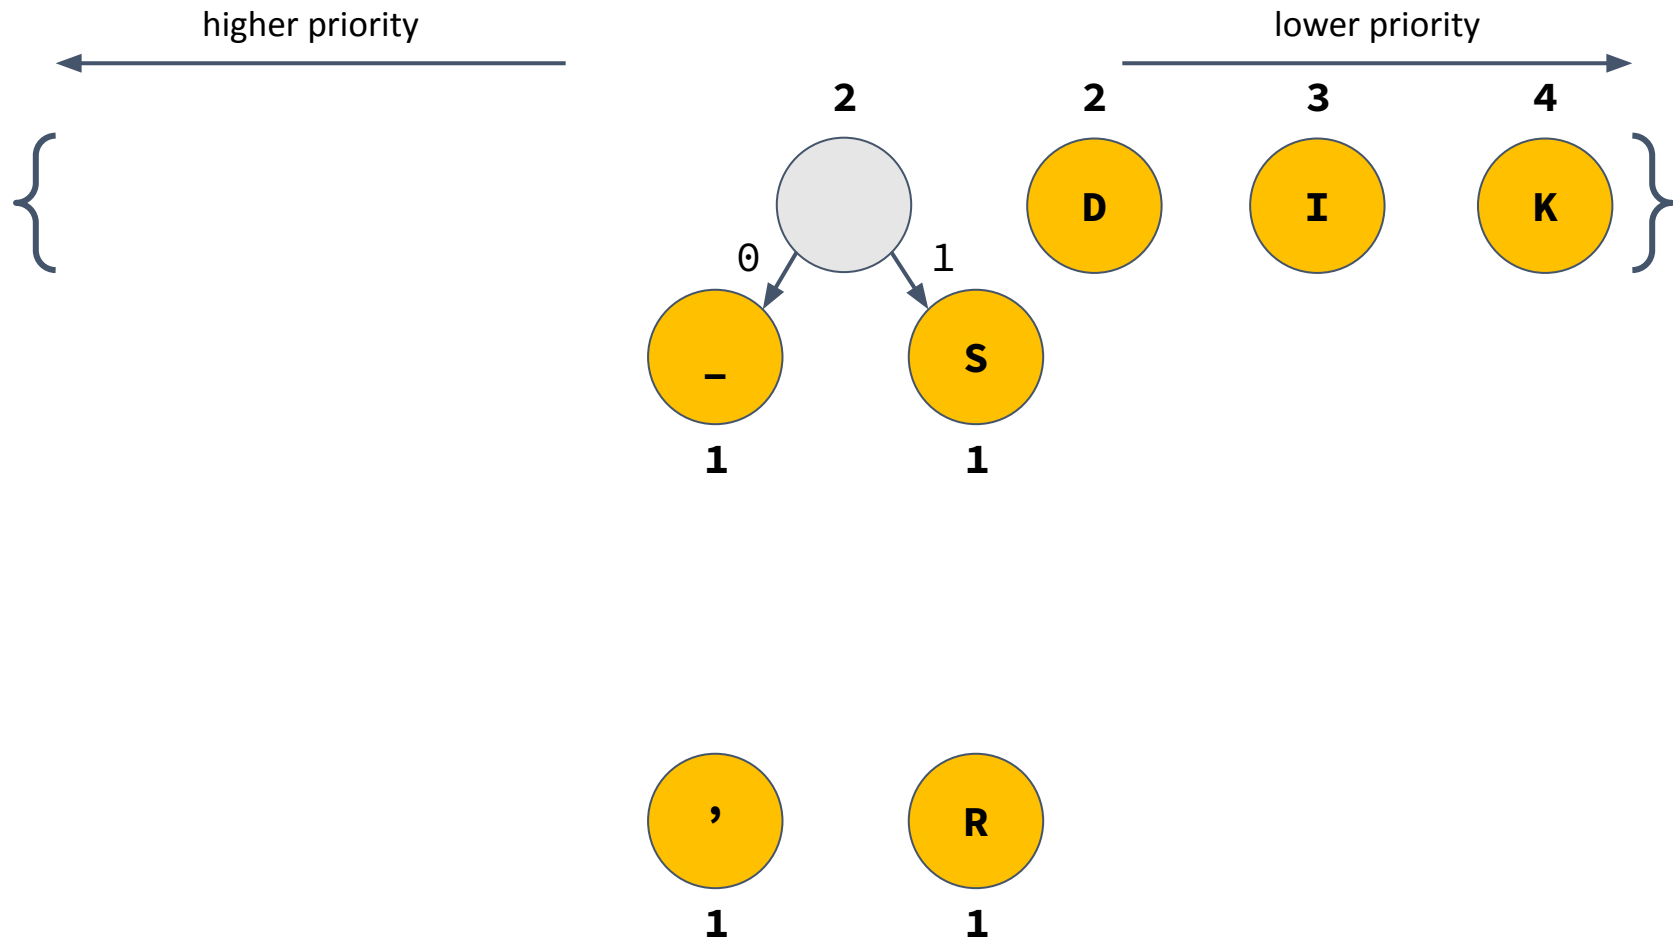 higher priority
lower priority
2 2 3 4
D I K
0 1
_ S
1 1
’ R
1 1